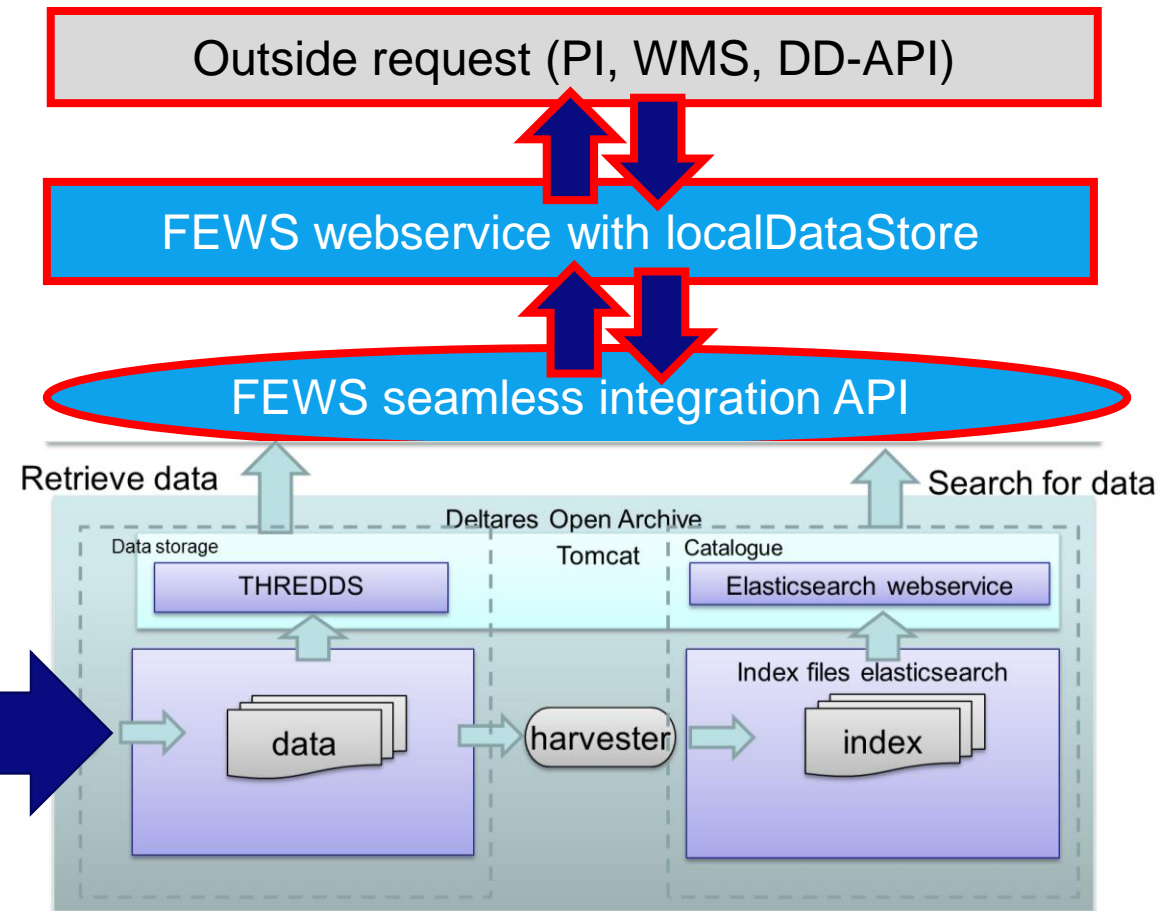 Outside request (PI, WMS, DD-API)
FEWS webservice with localDataStore
FEWS seamless integration API
Retrieve data
Search for data
Deltares Open Archive
Data storage
Tomcat
Catalogue
THREDDS
Elasticsearch webservice
Index files elasticsearch
data
harvester
index